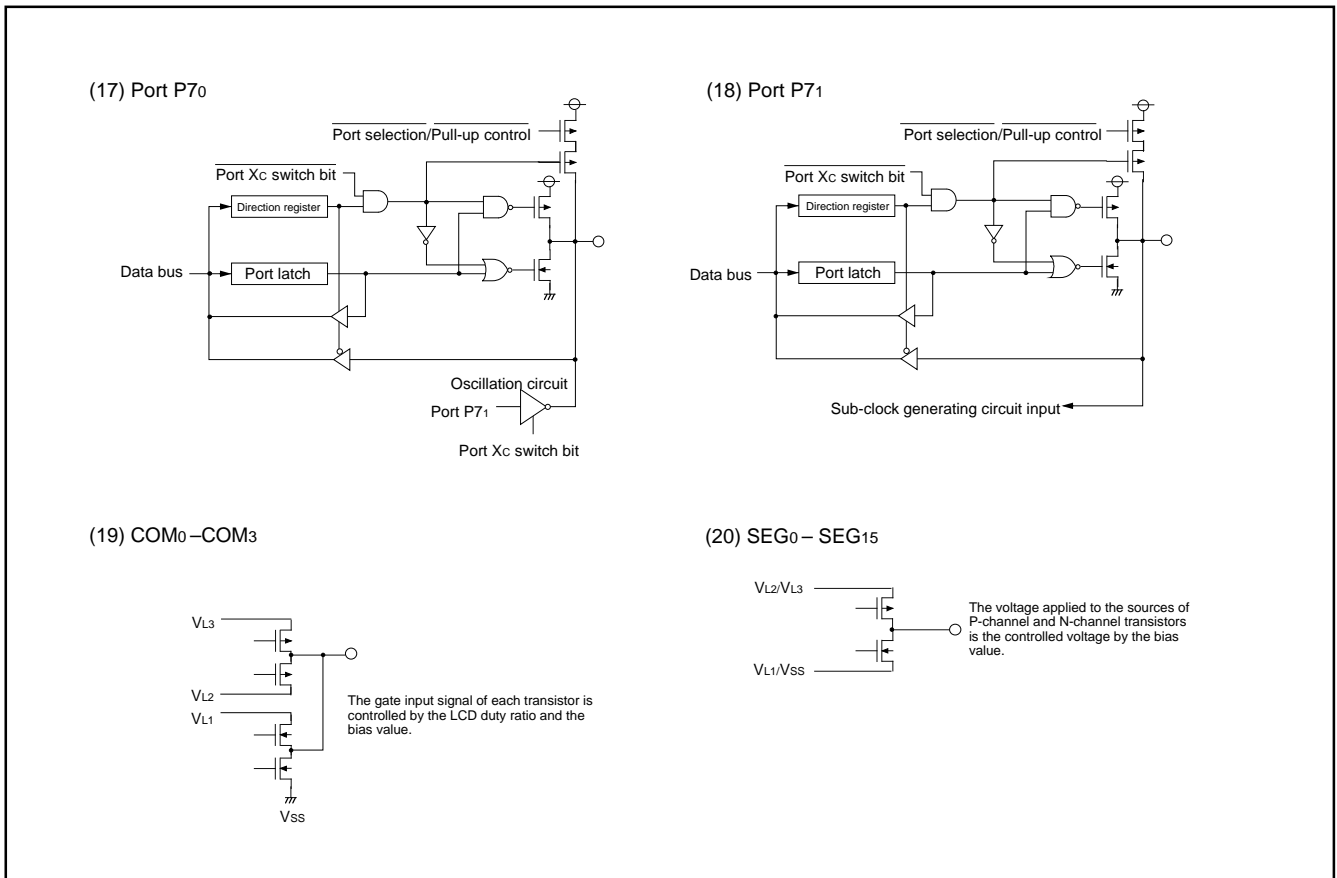 (17) Port P70
Port selection/Pull-up control
Port XC switch bit
Direction register
Data bus
Port latch
Oscillation circuit
Port P71
Port XC switch bit
(18) Port P71
Port selection/Pull-up control
Port XC switch bit
Direction register
Data bus
Port latch
Sub-clock generating circuit input
(19) COM0 –COM3
VL3
VL2
VL1
VSS
The gate input signal of each transistor is
controlled by the LCD duty ratio and the
bias value.
(20) SEG0 – SEG15
VL2/VL3
VL1/VSS
The voltage applied to the sources of
P-channel and N-channel transistors
is the controlled voltage by the bias
value.